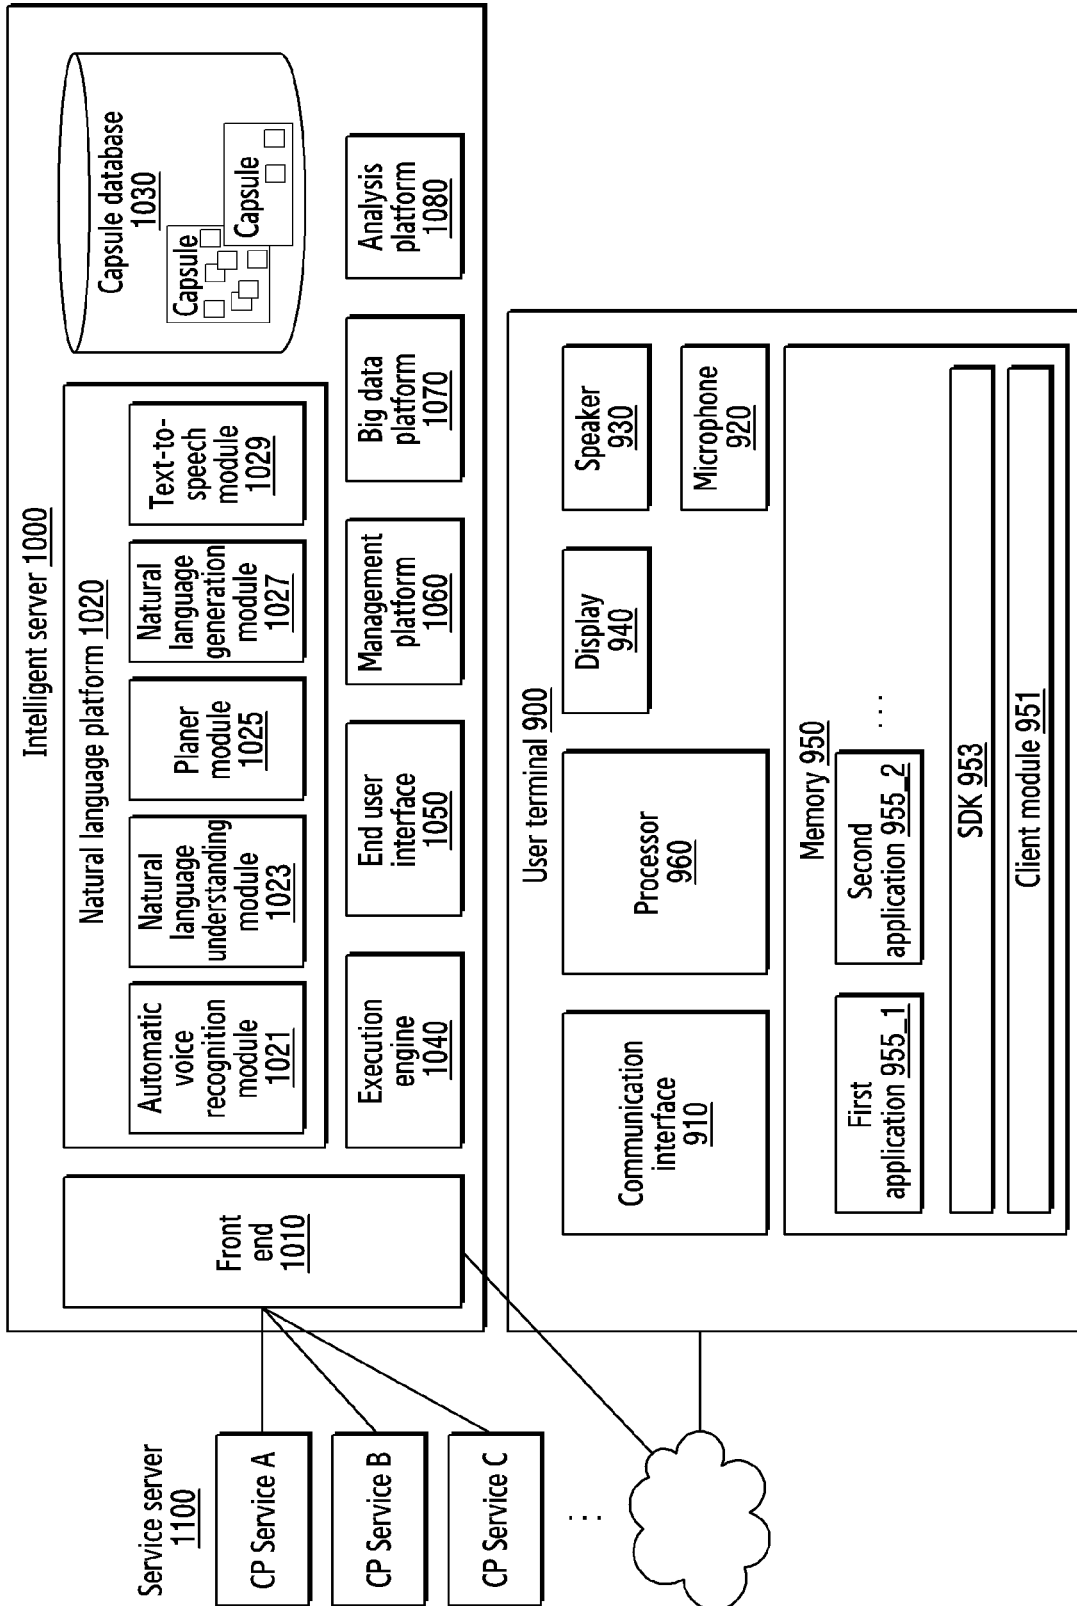 Intelligent server 1000
Natural language platform 1020
Automatic
voice
recognition
module
1021
Natural
language
understanding
module
1023
Planer
module
1025
Natural
language
generation
module
1027
Text-to-
speech
module
1029
Capsule database
1030
Capsule
Capsule
Front
end
1010
Execution
engine
1040
End user
interface
1050
Management
platform
1060
Big data
platform
1070
Analysis
platform
1080
Service server
1100
CP Service A
CP Service B
CP Service C
...
User terminal 900
Communication
interface
910
Processor
960
Display
940
Speaker
930
Microphone
920
Memory 950
First
application 955_1
Second
application 955_2
...
SDK 953
Client module 951